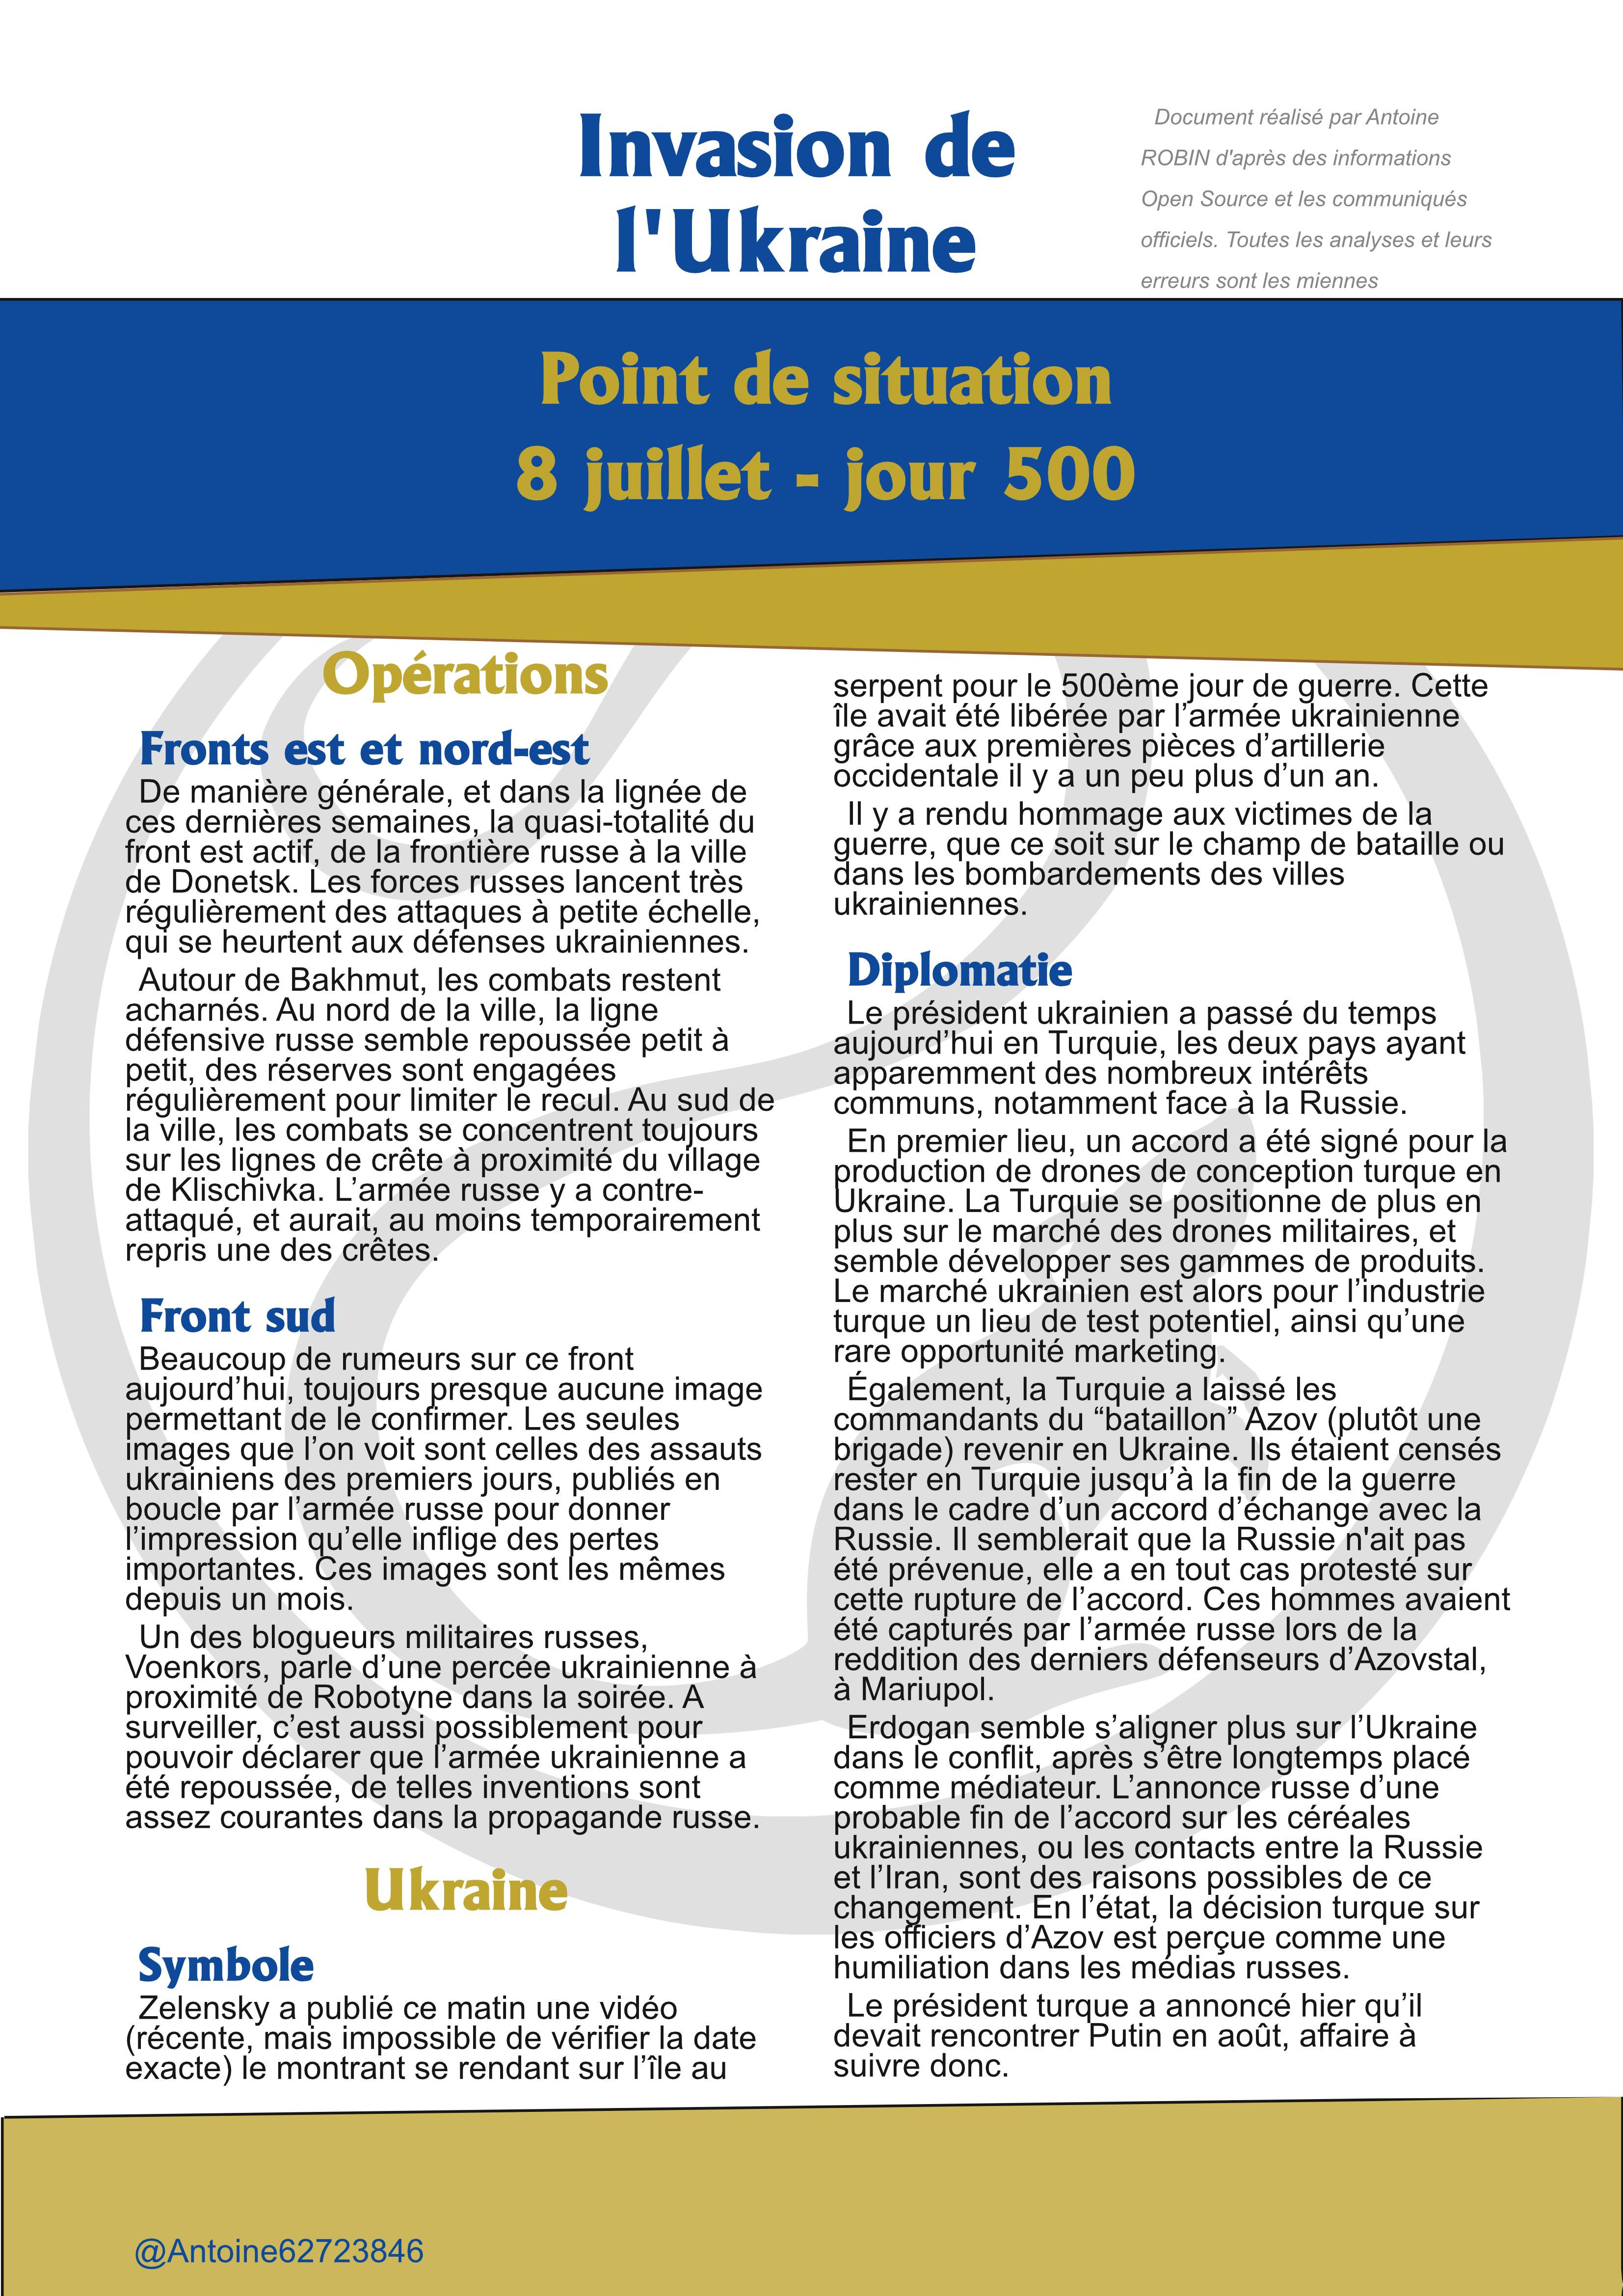 Invasion de
l'Ukraine
Document réalisé par Antoine
ROBIN d'après des informations
Open Source et les communiqués
officiels. Toutes les analyses et leurs
erreurs sont les miennes
Point de situation
8 juillet - jour 500
Opérations
Fronts est et nord-est
De manière générale, et dans la lignée de
ces dernières semaines, la quasi-totalité du
front est actif, de la frontière russe à la ville
de Donetsk. Les forces russes lancent très
régulièrement des attaques à petite échelle,
qui se heurtent aux défenses ukrainiennes.
Autour de Bakhmut, les combats restent
acharnés. Au nord de la ville, la ligne
défensive russe semble repoussée petit à
petit, des réserves sont engagées
régulièrement pour limiter le recul. Au sud de
la ville, les combats se concentrent toujours
sur les lignes de crête à proximité du village
de Klischivka. L’armée russe y a contre-
attaqué, et aurait, au moins temporairement
repris une des crêtes.
Front sud
Beaucoup de rumeurs sur ce front
aujourd’hui, toujours presque aucune image
permettant de le confirmer. Les seules
images que l’on voit sont celles des assauts
ukrainiens des premiers jours, publiés en
boucle par l’armée russe pour donner
l’impression qu’elle inflige des pertes
importantes. Ces images sont les mêmes
depuis un mois.
Un des blogueurs militaires russes,
Voenkors, parle d’une percée ukrainienne à
proximité de Robotyne dans la soirée. A
surveiller, c’est aussi possiblement pour
pouvoir déclarer que l’armée ukrainienne a
été repoussée, de telles inventions sont
assez courantes dans la propagande russe.
Ukraine
Symbole
Zelensky a publié ce matin une vidéo
(récente, mais impossible de vérifier la date
exacte) le montrant se rendant sur l’île au
serpent pour le 500ème jour de guerre. Cette
île avait été libérée par l’armée ukrainienne
grâce aux premières pièces d’artillerie
occidentale il y a un peu plus d’un an.
Il y a rendu hommage aux victimes de la
guerre, que ce soit sur le champ de bataille ou
dans les bombardements des villes
ukrainiennes.
Diplomatie
Le président ukrainien a passé du temps
aujourd’hui en Turquie, les deux pays ayant
apparemment des nombreux intérêts
communs, notamment face à la Russie.
En premier lieu, un accord a été signé pour la
production de drones de conception turque en
Ukraine. La Turquie se positionne de plus en
plus sur le marché des drones militaires, et
semble développer ses gammes de produits.
Le marché ukrainien est alors pour l’industrie
turque un lieu de test potentiel, ainsi qu’une
rare opportunité marketing.
Également, la Turquie a laissé les
commandants du “bataillon” Azov (plutôt une
brigade) revenir en Ukraine. Ils étaient censés
rester en Turquie jusqu’à la fin de la guerre
dans le cadre d’un accord d’échange avec la
Russie. Il semblerait que la Russie n'ait pas
été prévenue, elle a en tout cas protesté sur
cette rupture de l’accord. Ces hommes avaient
été capturés par l’armée russe lors de la
reddition des derniers défenseurs d’Azovstal,
à Mariupol.
Erdogan semble s’aligner plus sur l’Ukraine
dans le conflit, après s’être longtemps placé
comme médiateur. L’annonce russe d’une
probable fin de l’accord sur les céréales
ukrainiennes, ou les contacts entre la Russie
et l’Iran, sont des raisons possibles de ce
changement. En l’état, la décision turque sur
les officiers d’Azov est perçue comme une
humiliation dans les médias russes.
Le président turque a annoncé hier qu’il
devait rencontrer Putin en août, affaire à
suivre donc.
@Antoine62723846